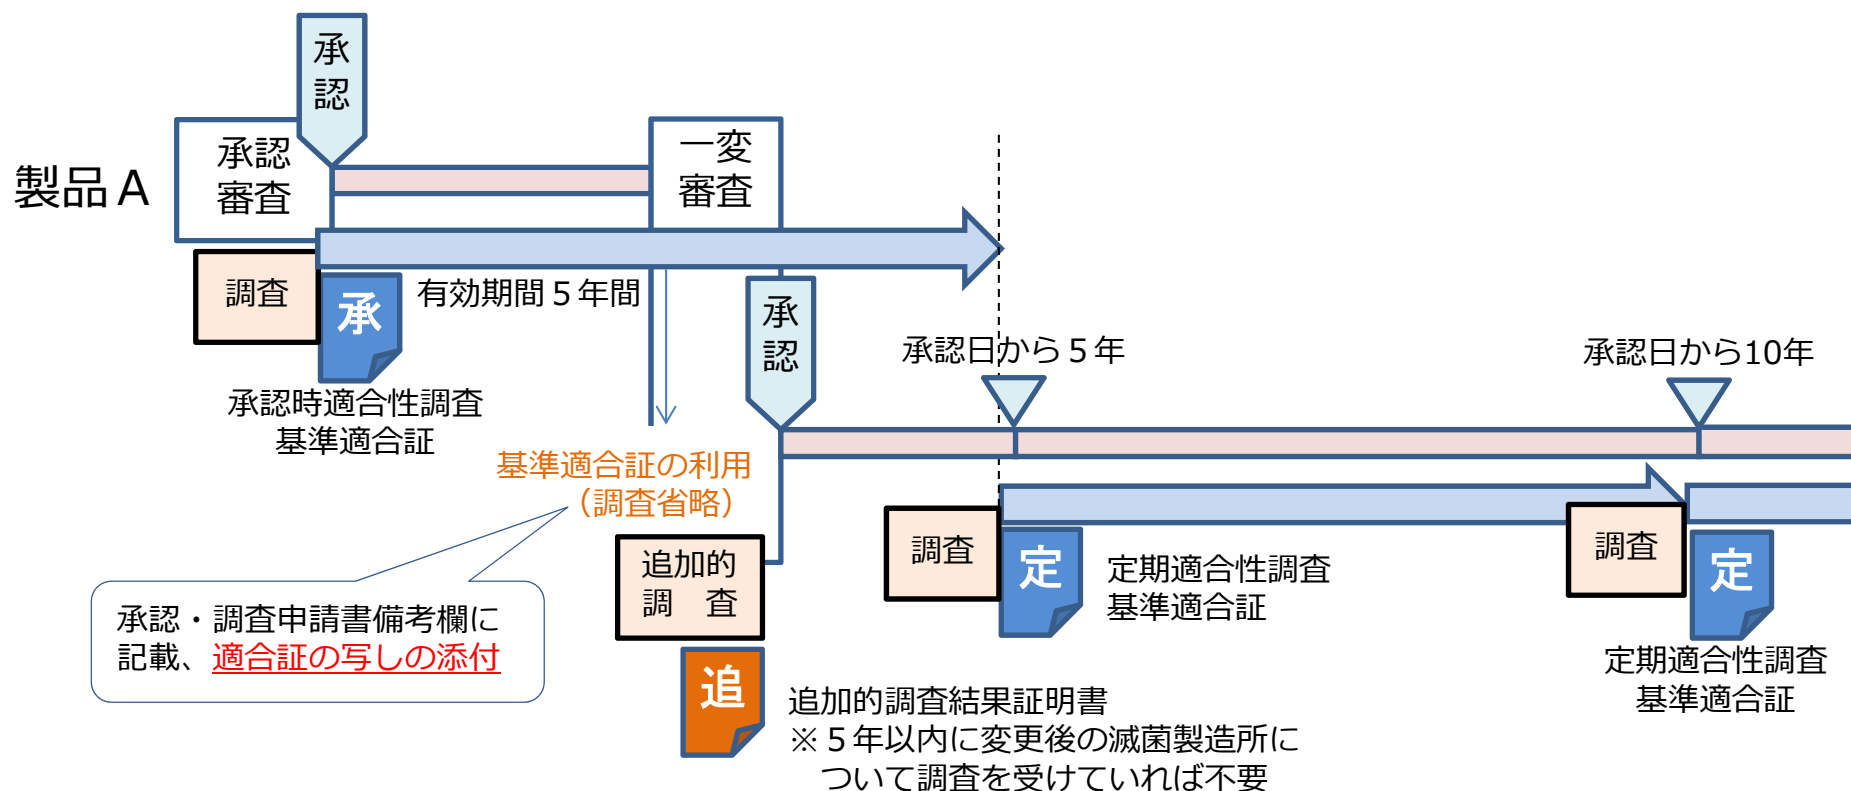 承
認
承認
審査
一変
審査
製品Ａ
調査
承
有効期間５年間
承認時適合性調査
基準適合証
承
認
承認日から５年
承認日から10年
基準適合証の利用
（調査省略）
追加的
調　査
承認・調査申請書備考欄に
記載、適合証の写しの添付
追
追加的調査結果証明書
※５年以内に変更後の滅菌製造所に
ついて調査を受けていれば不要
調査
定
定期適合性調査
基準適合証
調査
定
定期適合性調査
基準適合証